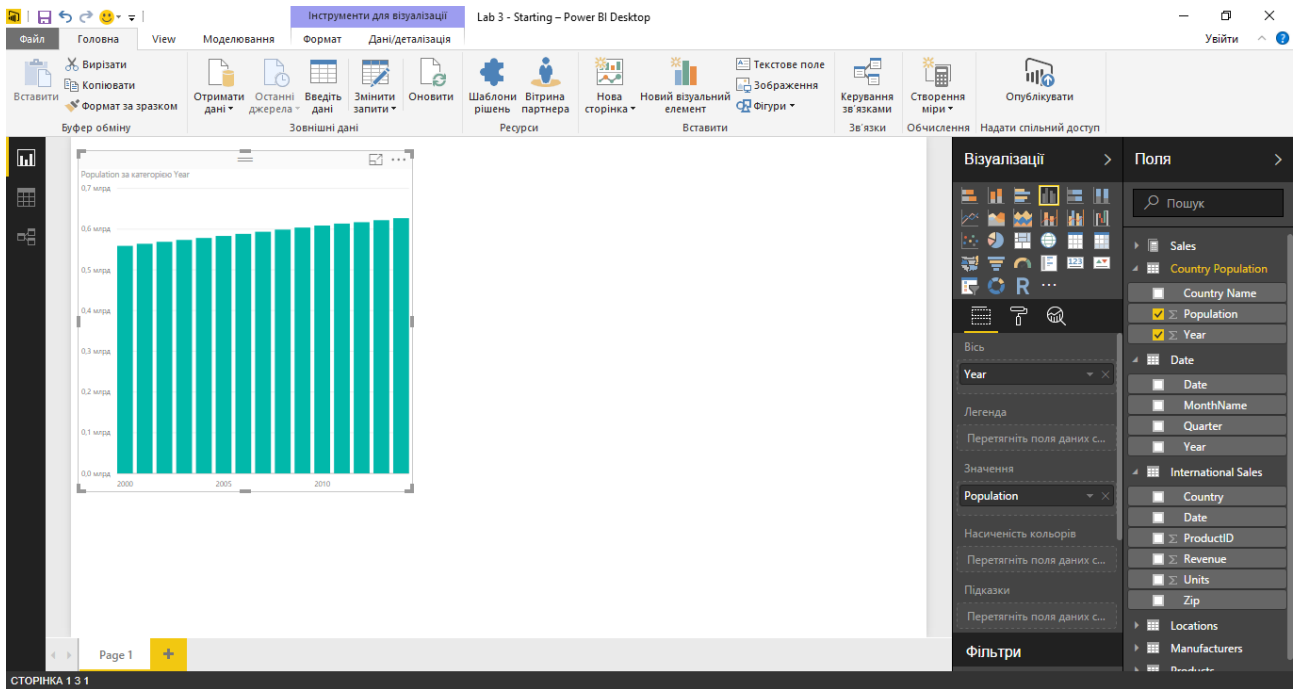 Інструменти для візуалізації
Lab 3 - Starting – Power BI Desktop
Файл
Головна
View
Моделювання
Формат
Дані/деталізація
Увійти
Вставити
Вирізати
Копіювати
Формат за зразком
Отримати дані
Останні джерела
Введіть дані
Змінити запити
Оновити
Шаблони рішень
Вітрина партнера
Нова сторінка
Новий візуальний елемент
Текстове поле
Зображення
Фігури
Керування зв'язками
Створення міри
Опублікувати
Буфер обміну
Зовнішні дані
Ресурси
Вставити
Зв'язки
Обчислення
Надати спільний доступ
Population за категорією Year
0,7 млрд
0,6 млрд
0,5 млрд
0,4 млрд
0,3 млрд
0,2 млрд
0,1 млрд
0,0 млрд
2000
2005
2010
Візуалізації
123
R
Вісь
Year
Легенда
Перетягніть поля даних с...
Значення
Population
Насиченість кольорів
Перетягніть поля даних с...
Підказки
Перетягніть поля даних с...
Фільтри
Поля
Пошук
Sales
Country Population
Country Name
Σ Population
Σ Year
Date
Date
MonthName
Quarter
Year
International Sales
Country
Date
Σ ProductID
Σ Revenue
Σ Units
Zip
Locations
Manufacturers
Products
Page 1
СТОРІНКА 1 З 1